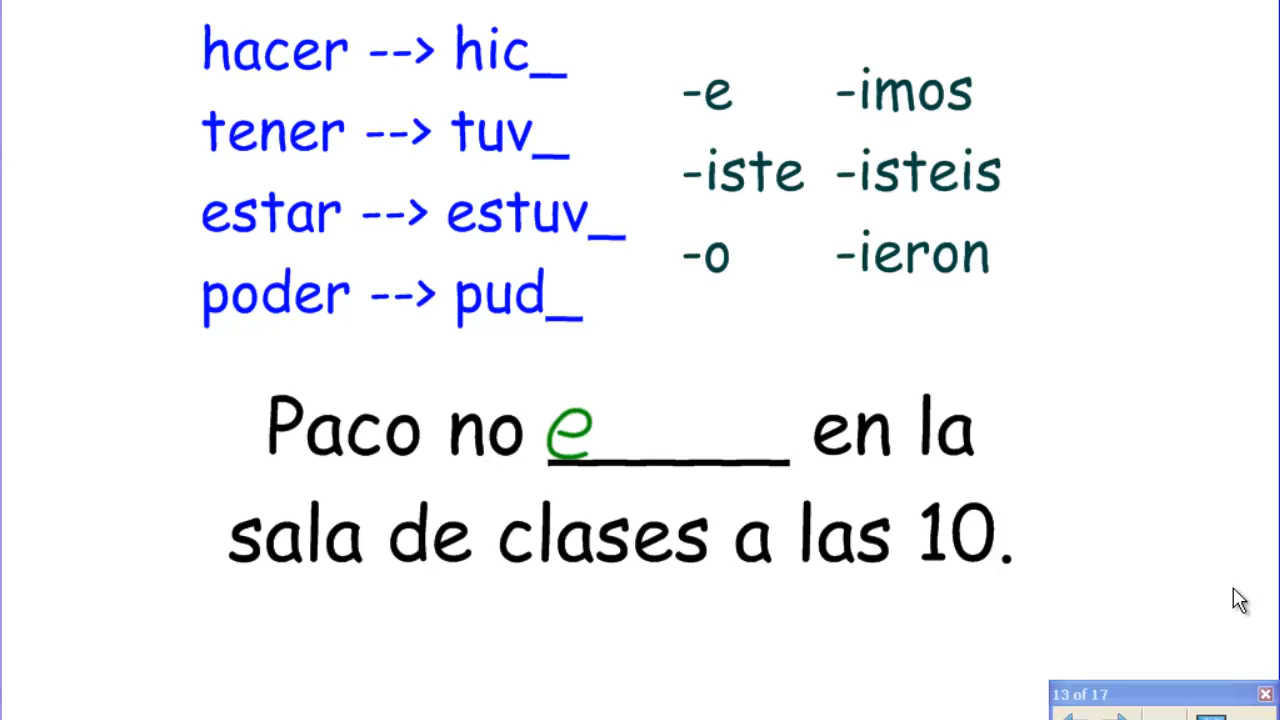 hacer --> hic_
tener --> tuv_
estar --> estuv_
poder --> pud_
-e -imos
-iste -isteis
-o -ieron
Paco no e_____ en la
sala de clases a las 10.
13 of 17